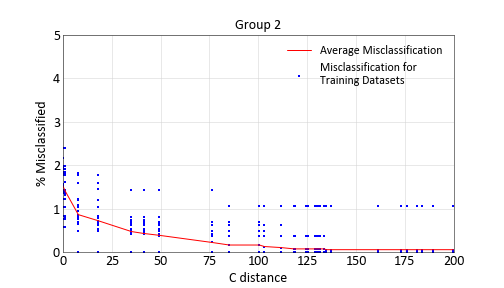 Group 2
Average Misclassification
Misclassification for
Training Datasets
% Misclassified
5
4
3
2
1
0
0
25
50
75
100
125
150
175
200
C distance